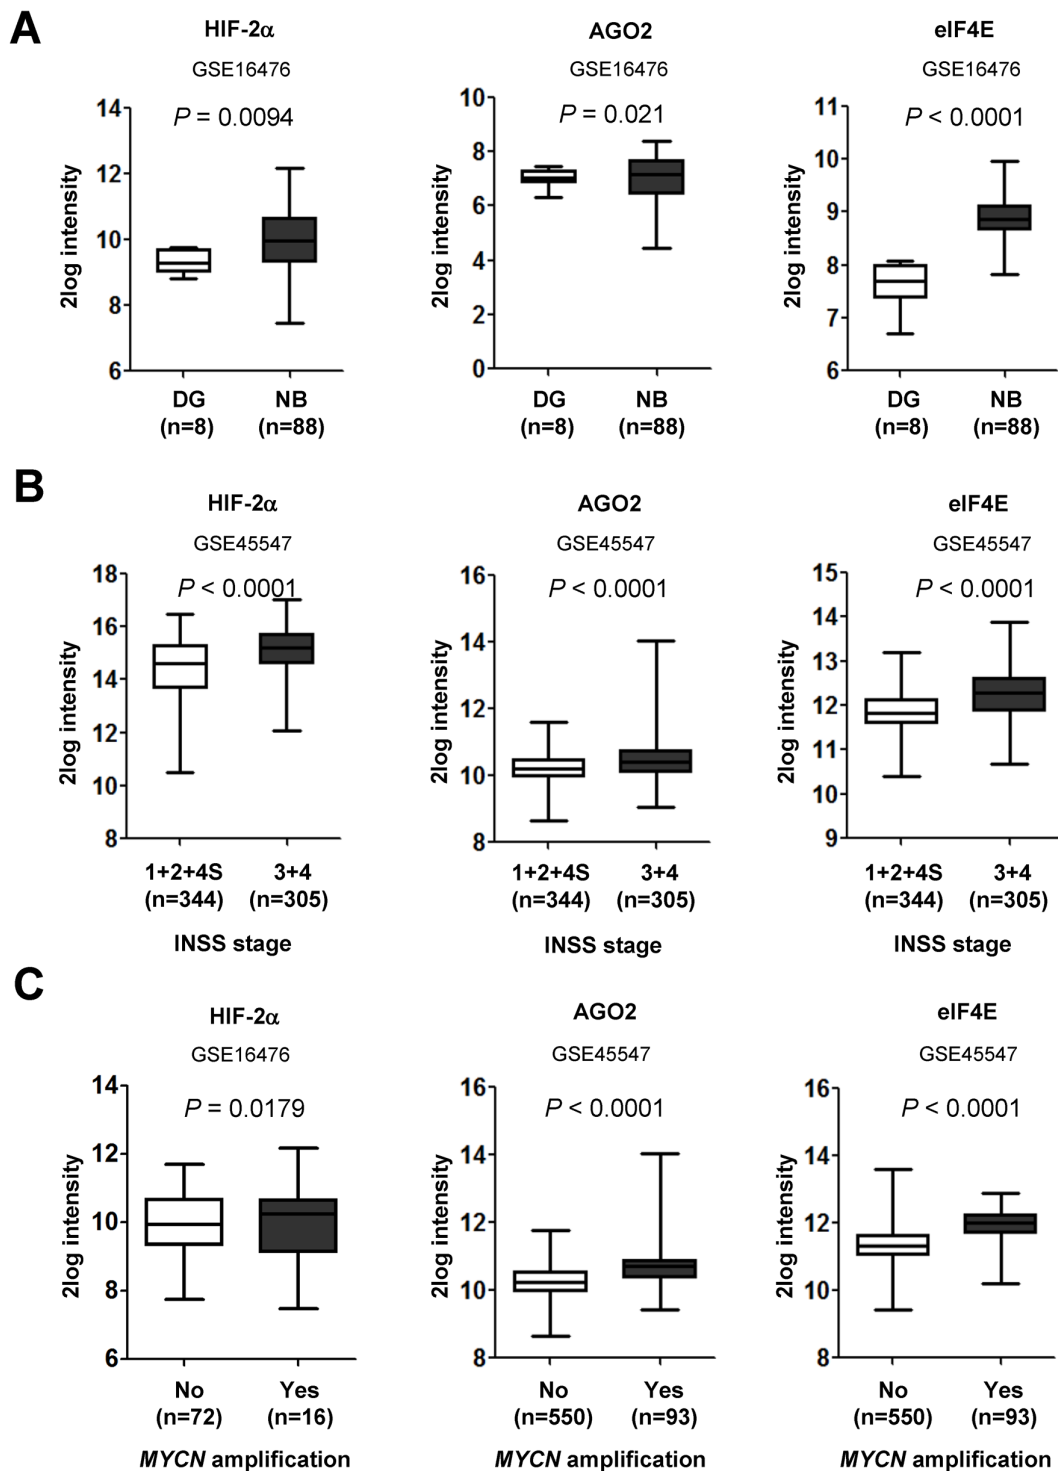 A
HIF-2α
GSE16476
P = 0.0094
2log intensity
14
12
10
8
6
DG
(n=8)
NB
(n=88)
AGO2
GSE16476
P = 0.021
2log intensity
10
8
6
4
2
0
DG
(n=8)
NB
(n=88)
eIF4E
GSE16476
P < 0.0001
2log intensity
11
10
9
8
7
6
DG
(n=8)
NB
(n=88)
B
HIF-2α
GSE45547
P < 0.0001
2log intensity
18
16
14
12
10
8
1+2+4S
(n=344)
3+4
(n=305)
INSS stage
AGO2
GSE45547
P < 0.0001
2log intensity
16
14
12
10
8
1+2+4S
(n=344)
3+4
(n=305)
INSS stage
eIF4E
GSE45547
P < 0.0001
2log intensity
15
14
13
12
11
10
9
1+2+4S
(n=344)
3+4
(n=305)
INSS stage
C
HIF-2α
GSE16476
P = 0.0179
2log intensity
14
12
10
8
6
No
(n=72)
Yes
(n=16)
MYCN amplification
AGO2
GSE45547
P < 0.0001
2log intensity
16
14
12
10
8
No
(n=550)
Yes
(n=93)
MYCN amplification
eIF4E
GSE45547
P < 0.0001
2log intensity
16
14
12
10
8
No
(n=550)
Yes
(n=93)
MYCN amplification